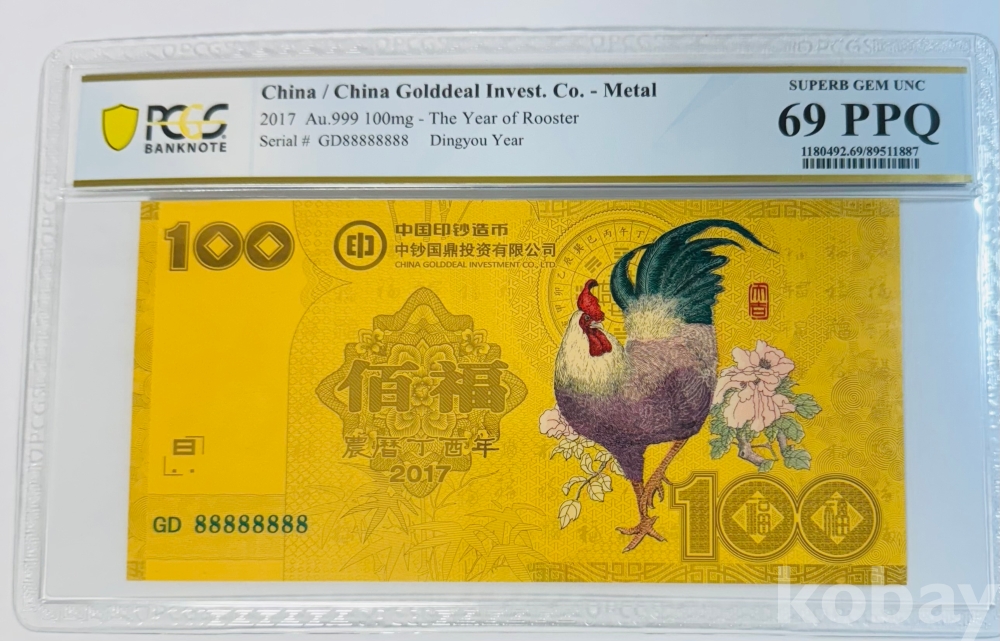 China / China Golddeal Invest. Co. - Metal
2017 Au.999 100mg - The Year of Rooster
Serial # GD88888888 Dingyou Year
PCGS
BANKNOTE
SUPERB GEM UNC
69 PPQ
1180492.69/89511887
100
印
中国印钞造币
中钞国鼎投资有限公司
CHINA GOLDDEAL INVESTMENT CO., LTD.
佰福
農曆丁酉年
2017
GD 88888888
100
福 福
kobay